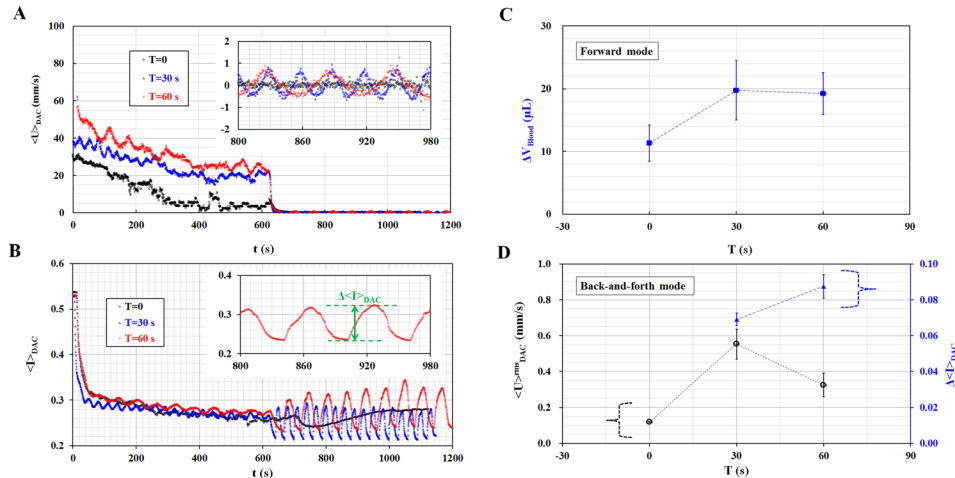 A
100
80
60
40
20
0
<U>DAC (mm/s)
T=0
T=30 s
T=60 s
2
1
0
-1
-2
800 860 920 980
0 200 400 600 800 1000 1200
t (s)
B
0.6
0.5
0.4
0.3
0.2
<I>DAC
T=0
T=30 s
T=60 s
0.4
0.3
0.2
Δ<I>DAC
800 860 920 980
0 200 400 600 800 1000 1200
t (s)
C
30
20
10
0
ΔVBlood (µL)
Forward mode
-30 0 30 60 90
T (s)
D
1.0
0.8
0.6
0.4
0.2
0.0
<U>rmsDAC (mm/s)
Back-and-forth mode
0.10
0.08
0.06
0.04
0.02
0.00
Δ<I>DAC
-30 0 30 60 90
T (s)